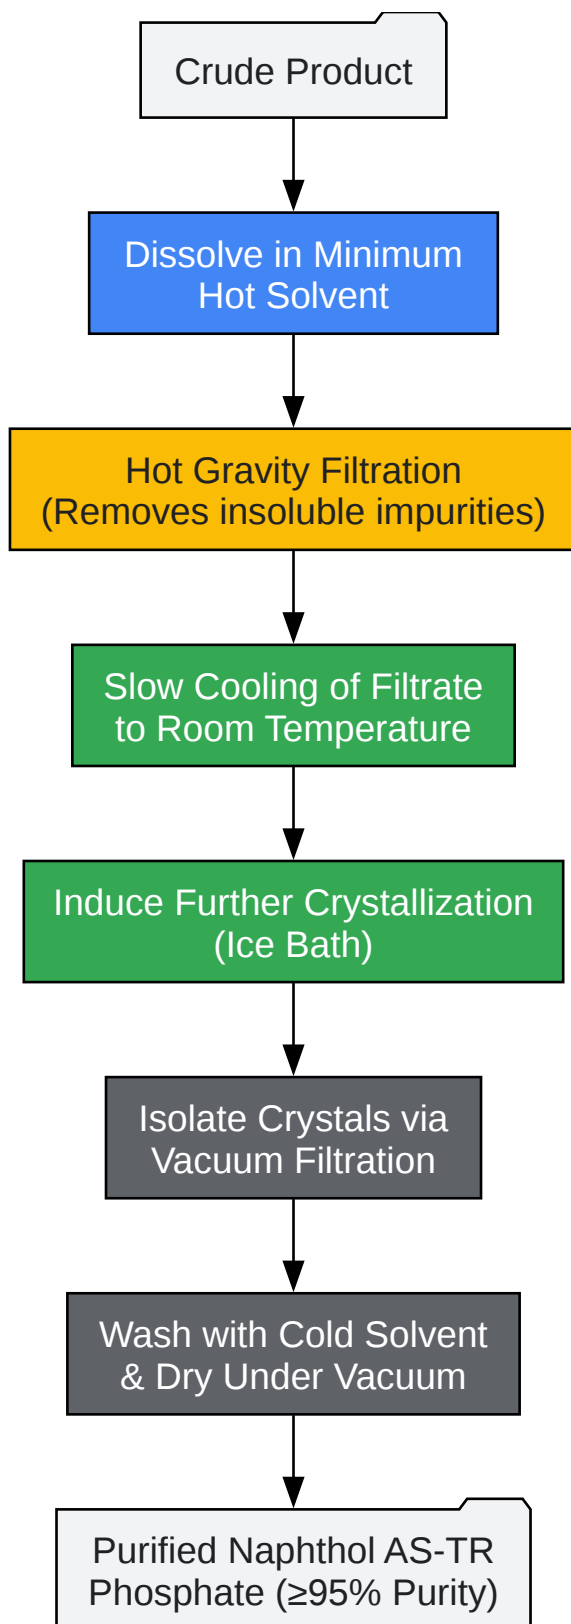 Crude Product
Dissolve in Minimum
Hot Solvent
Hot Gravity Filtration
(Removes insoluble impurities)
Slow Cooling of Filtrate
to Room Temperature
Induce Further Crystallization
(Ice Bath)
Isolate Crystals via
Vacuum Filtration
Wash with Cold Solvent
& Dry Under Vacuum
Purified Naphthol AS-TR
Phosphate (≥95% Purity)